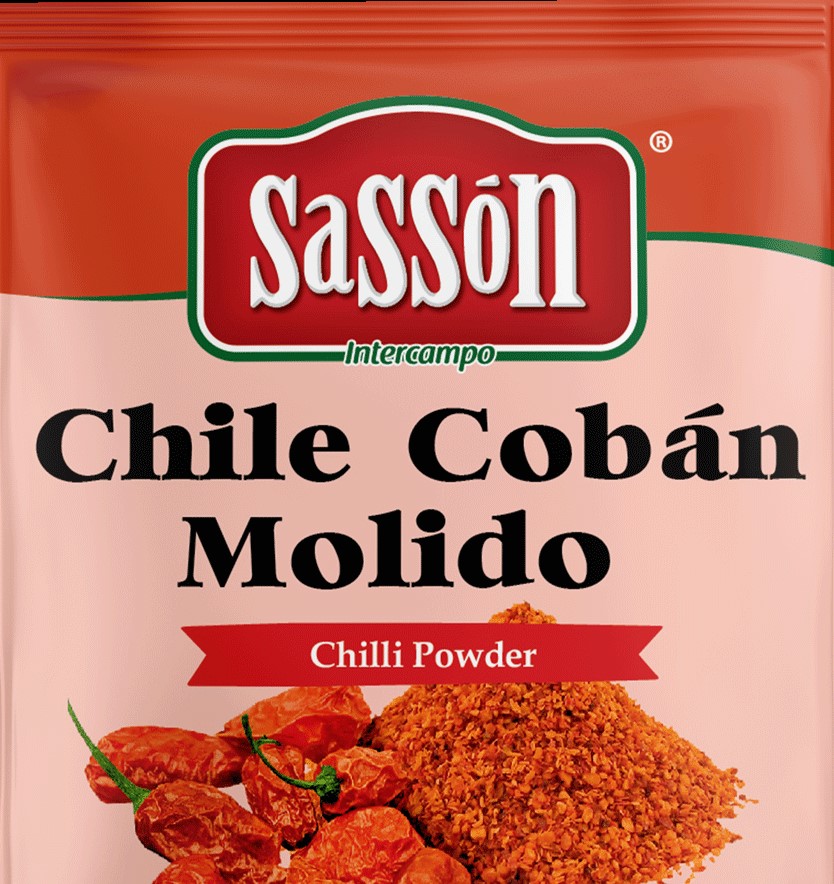 Sassón
®
Intercampo
Chile Cobán
Molido
Chilli Powder